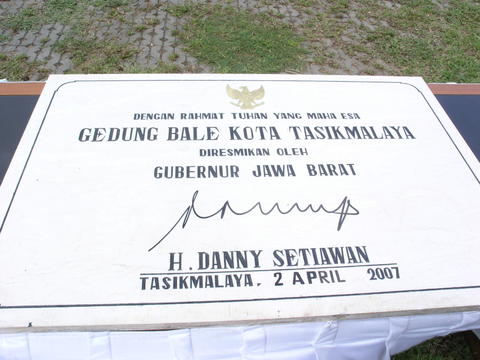 DENGAN RAHMAT TUHAN YANG MAHA ESA
GEDUNG BALE KOTA TASIKMALAYA
DIRESMIKAN OLEH
GUBERNUR JAWA BARAT
H. DANNY SETIAWAN
TASIKMALAYA, 2 APRIL 2007